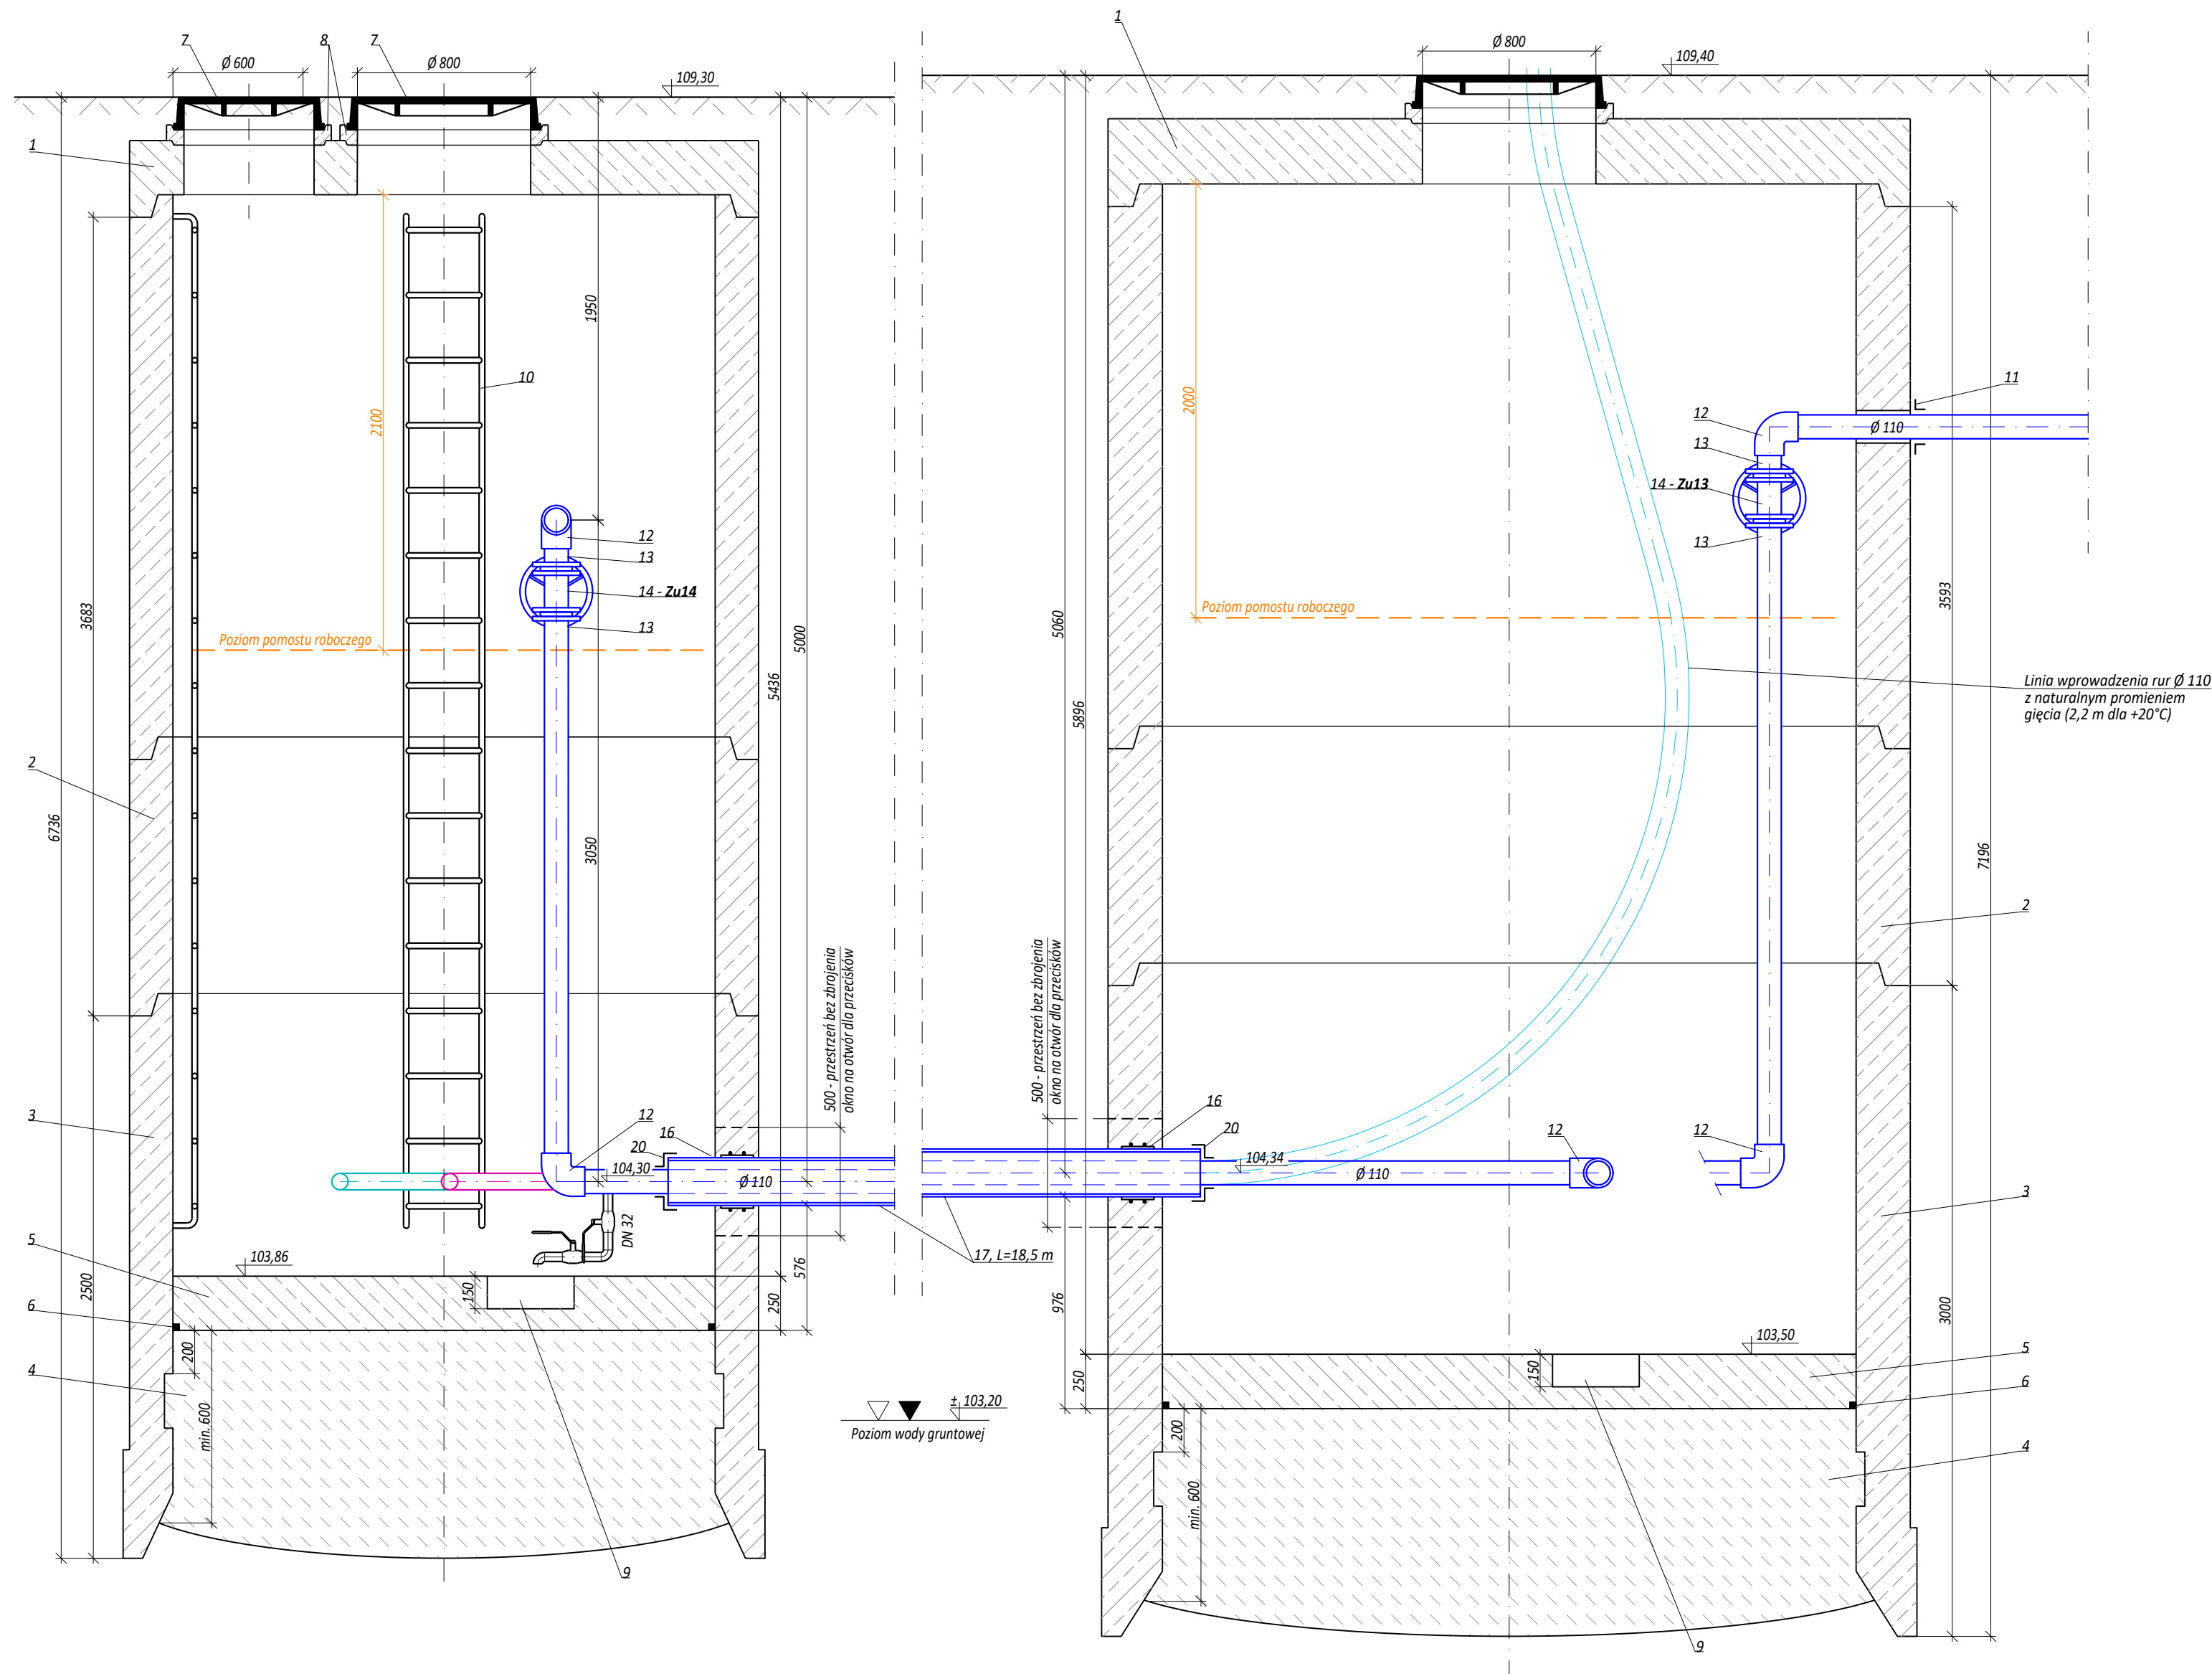 7
8
7
Ø 600
Ø 800
109,30
1
1950
2100
10
3683
12
13
14 - Zu14
13
Poziom pomostu roboczego
5000
5436
6736
2
3050
500 - przestrzeń bez zbrojenia
okno na otwór dla przecisków
3
12
16
20
104,30
Ø 110
DN 32
5
103,86
2500
150
576
250
6
200
4
min. 600
9
± 103,20
Poziom wody gruntowej
1
Ø 800
109,40
2000
11
12
Ø 110
13
14 - Zu13
13
3593
Poziom pomostu roboczego
5060
Linia wprowadzenia rur Ø 110
z naturalnym promieniem
gięcia (2,2 m dla +20°C)
5896
7196
2
500 - przestrzeń bez zbrojenia
okno na otwór dla przecisków
16
20
12
12
104,34
Ø 110
3
17, L=18,5 m
976
3000
103,50
5
250
150
6
200
4
min. 600
9